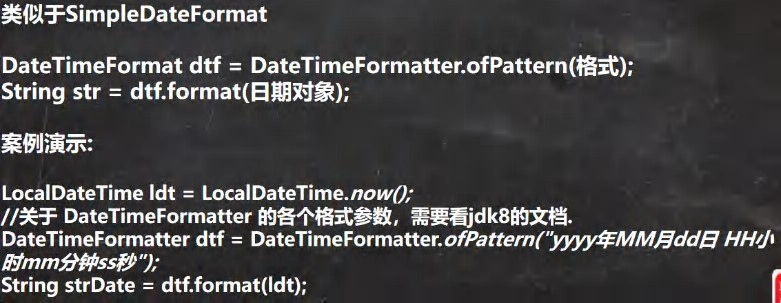 类似于SimpleDateFormat
DateTimeFormat dtf = DateTimeFormatter.ofPattern(格式);
String str = dtf.format(日期对象);
案例演示:
LocalDateTime ldt = LocalDateTime.now();
//关于 DateTimeFormatter 的各个格式参数，需要看jdk8的文档.
DateTimeFormatter dtf = DateTimeFormatter.ofPattern("yyyy年MM月dd日 HH小
时mm分钟ss秒");
String strDate = dtf.format(ldt);